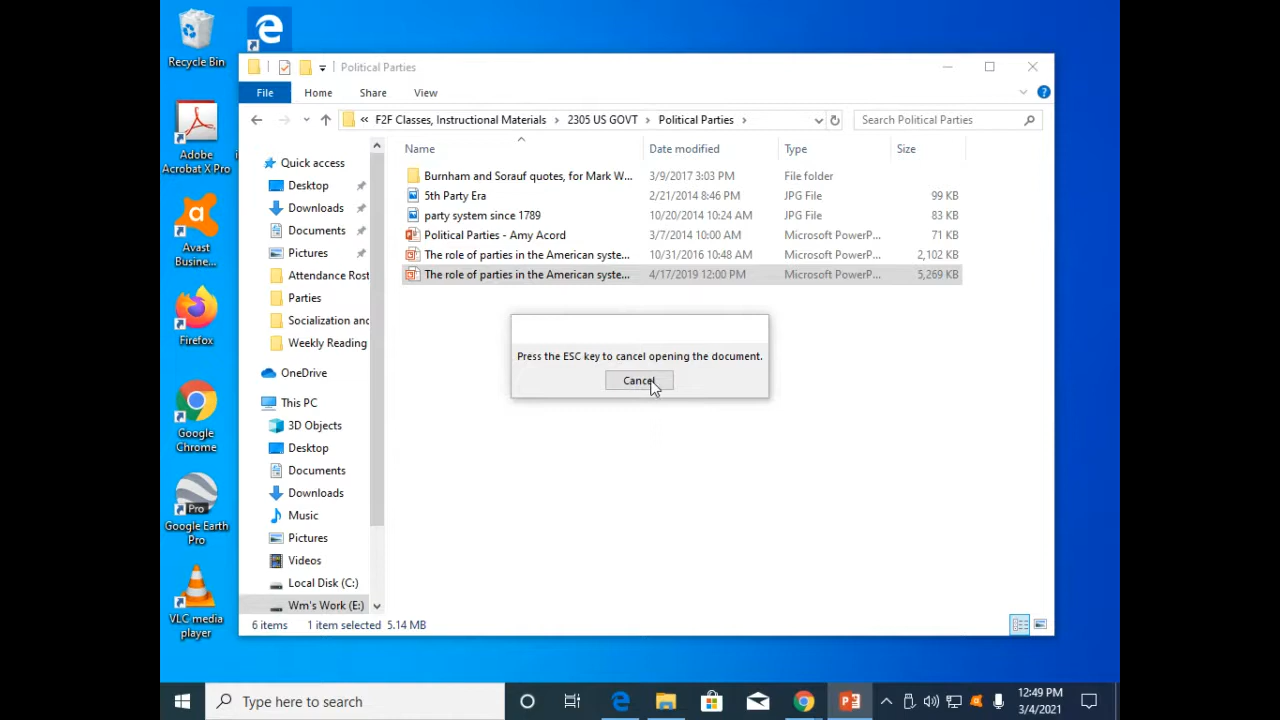 Recycle Bin
Adobe
Acrobat X Pro
Avast
Busine...
Firefox
Google
Chrome
Pro
Google Earth
Pro
VLC media
player
Political Parties
File Home Share View
« F2F Classes, Instructional Materials > 2305 US GOVT > Political Parties >
Search Political Parties
Name Date modified Type Size
Quick access
Desktop
Downloads
Documents
Pictures
Attendance Rost
Parties
Socialization and
Weekly Reading
OneDrive
This PC
3D Objects
Desktop
Documents
Downloads
Music
Pictures
Videos
Local Disk (C:)
Wm's Work (E:)
Burnham and Sorauf quotes, for Mark W... 3/9/2017 3:03 PM File folder
5th Party Era 2/21/2014 8:46 PM JPG File 99 KB
party system since 1789 10/20/2014 10:24 AM JPG File 83 KB
Political Parties - Amy Acord 3/7/2014 10:00 AM Microsoft PowerP... 71 KB
The role of parties in the American syste... 10/31/2016 10:48 AM Microsoft PowerP... 2,102 KB
The role of parties in the American syste... 4/17/2019 12:00 PM Microsoft PowerP... 5,269 KB
Press the ESC key to cancel opening the document.
Cancel
6 items 1 item selected 5.14 MB
Type here to search
12:49 PM
3/4/2021